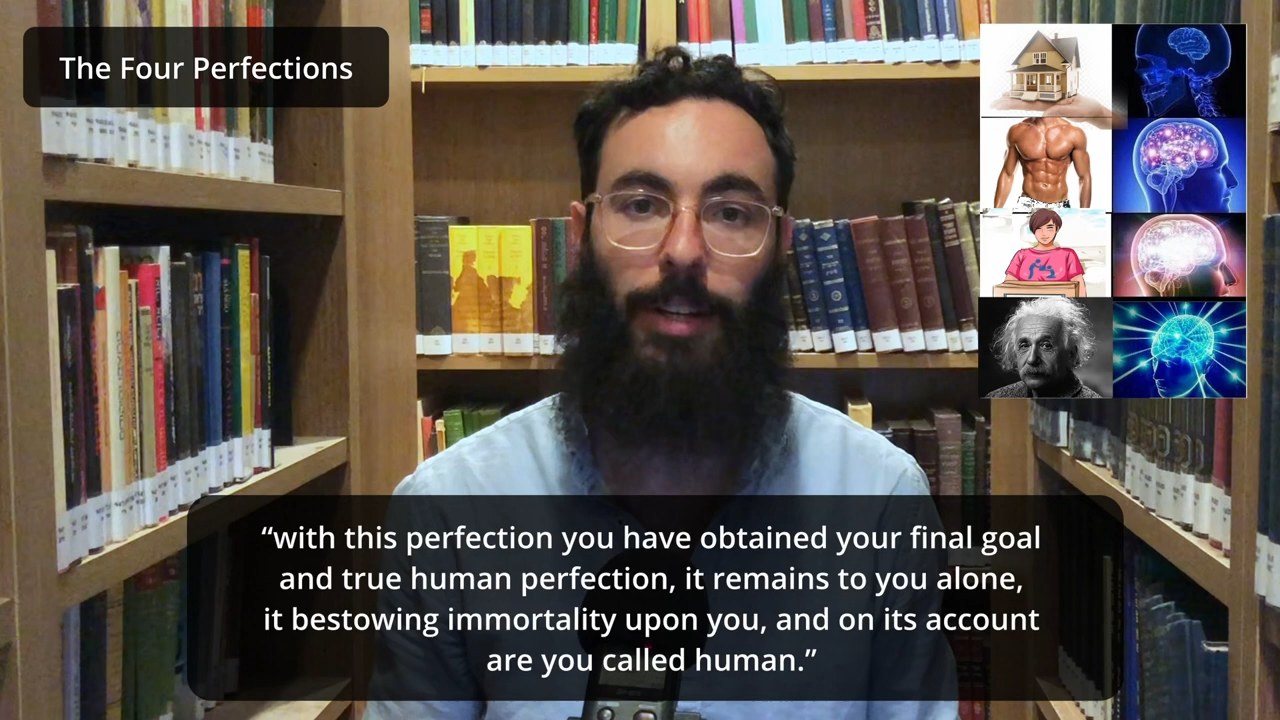 The Four Perfections
“with this perfection you have obtained your final goal
and true human perfection, it remains to you alone,
it bestowing immortality upon you, and on its account
are you called human.”